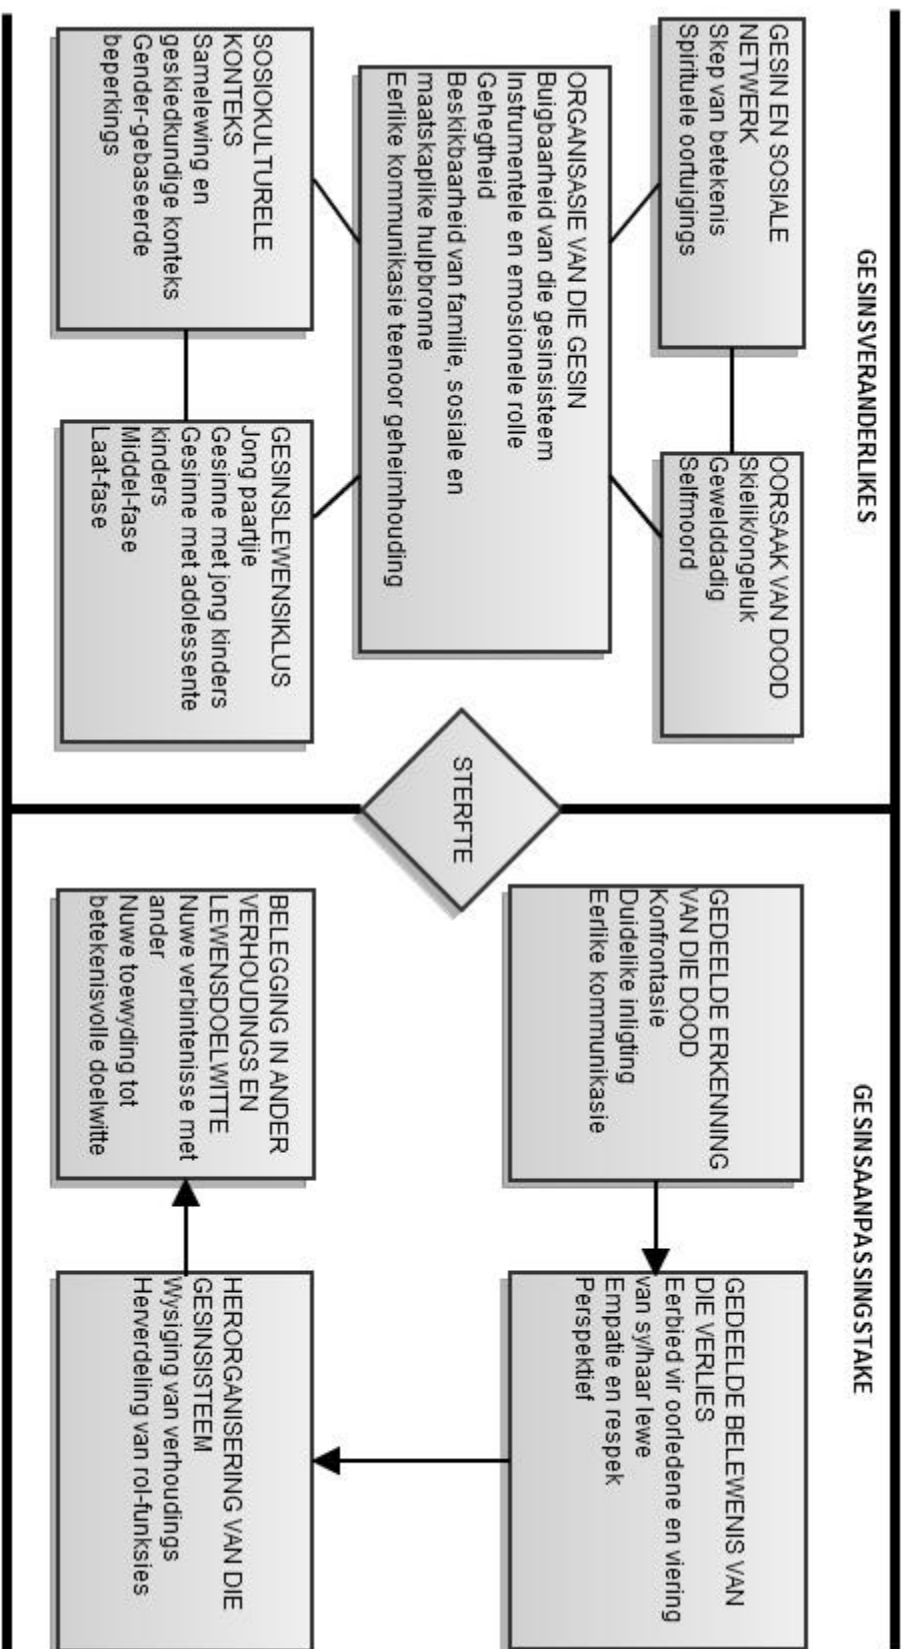 GESINSVERANDERLIKES
GESIN EN SOSIALE
NETWERK
Skep van betekenis
Spirituele oortuigings
OORSAAK VAN DOOD
Skielik/ongeluk
Gewelddadig
Selfmoord
ORGANISASIE VAN DIE GESIN
Buigbaarheid van die gesinsisteem
Instrumentele en emosionele rolle
Gehegtheid
Beskikbaarheid van familie, sosiale en
maatskaplike hulpbronne
Eerlike kommunikasie teenoor geheimhouding
SOSIOKULTURELE
KONTEKS
Samelewing en
geskiedkundige konteks
Gender-gebaseerde
beperkings
GESINSLEWENSIKLUS
Jong paartjie
Gesinne met jong kinders
Gesinne met adolessente
kinders
Middel-fase
Laat-fase
STERFTE
GESINSAANPASSINGSTAKE
GEDEELDE ERKENNING
VAN DIE DOOD
Konfrontasie
Duidelike inligting
Eerlike kommunikasie
GEDEELDE BELEWENIS VAN
DIE VERLIES
Eerbied vir oorledene en viering
van sy/haar lewe
Empatie en respek
Perspektief
BELEGGING IN ANDER
VERHOUDINGS EN
LEWENSDOELWITTE
Nuwe verbintenisse met
ander
Nuwe toewyding tot
betekenisvolle doelwitte
HERORGANISERING VAN DIE
GESINSISTEEM
Wysiging van verhoudings
Herverdeling van rol-funksies